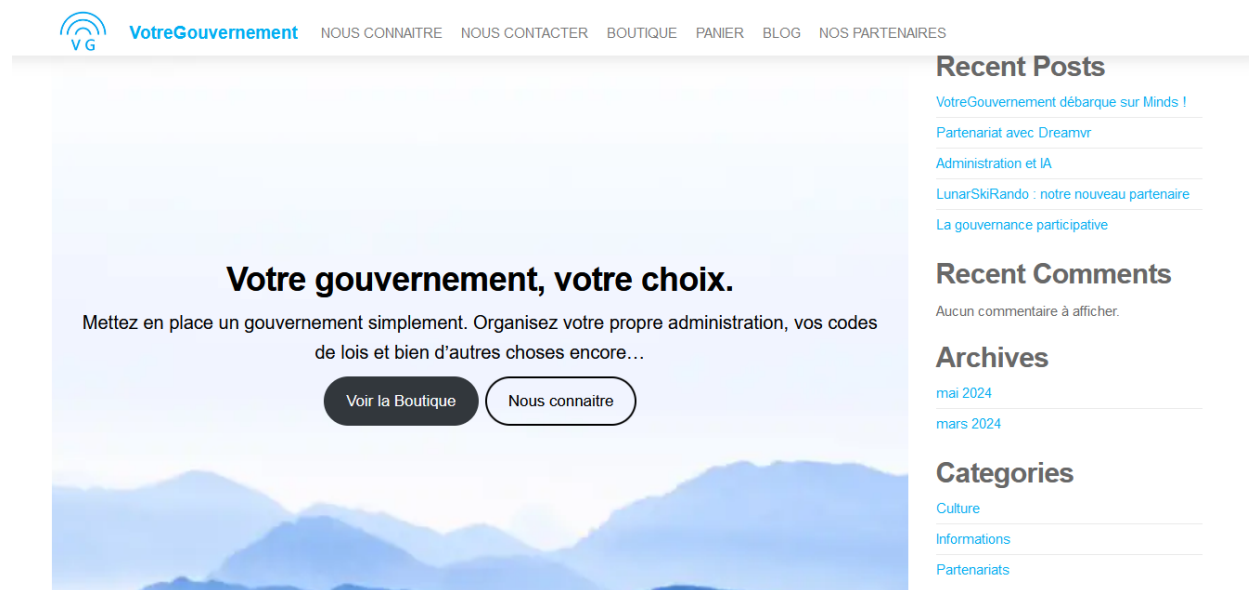 VG
VotreGouvernement
NOUS CONNAITRE
NOUS CONTACTER
BOUTIQUE
PANIER
BLOG
NOS PARTENAIRES
Votre gouvernement, votre choix.
Mettez en place un gouvernement simplement. Organisez votre propre administration, vos codes
de lois et bien d’autres choses encore…
Voir la Boutique
Nous connaitre
Recent Posts
VotreGouvernement débarque sur Minds !
Partenariat avec Dreamvr
Administration et IA
LunarSkiRando : notre nouveau partenaire
La gouvernance participative
Recent Comments
Aucun commentaire à afficher.
Archives
mai 2024
mars 2024
Categories
Culture
Informations
Partenariats